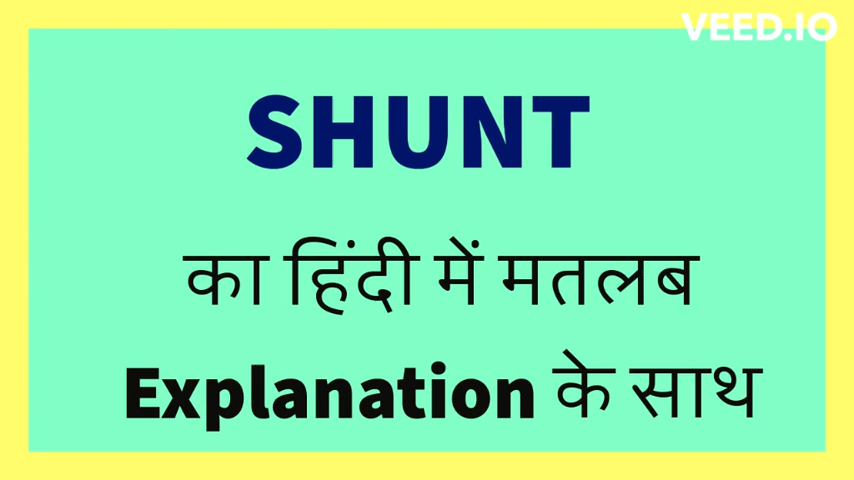 VEED.IO
SHUNT
का हिंदी में मतलब
Explanation के साथ